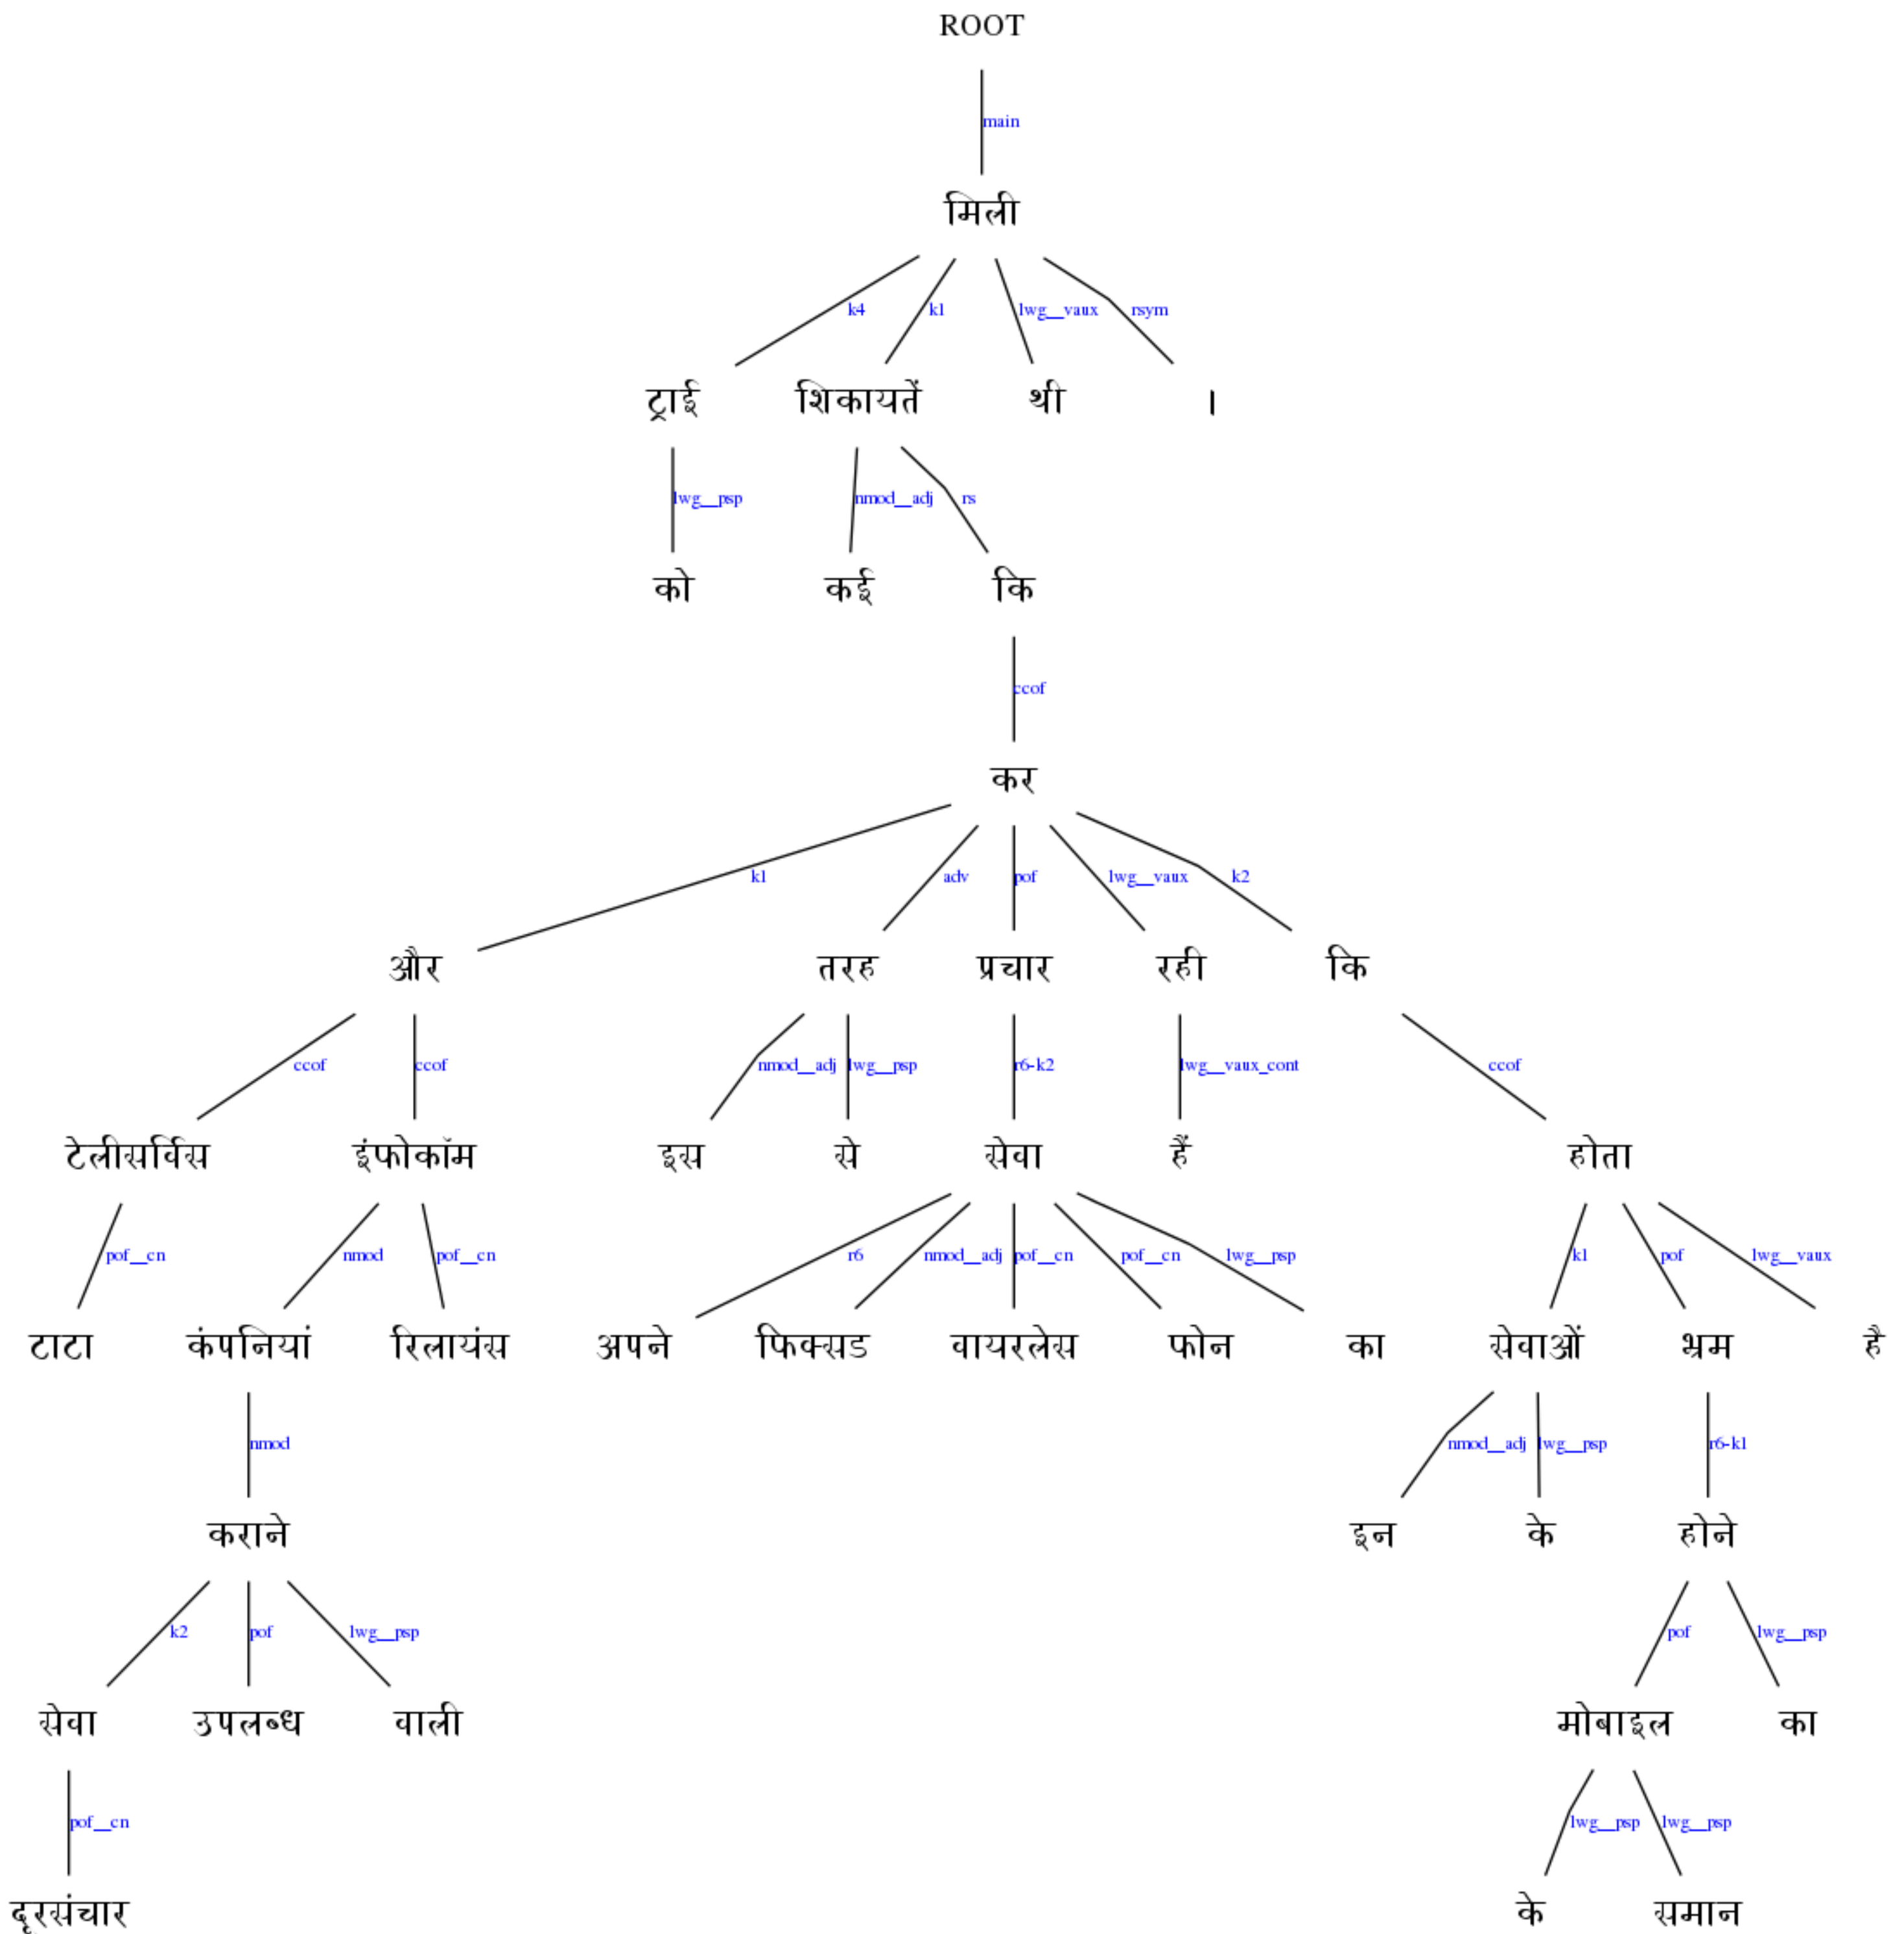 ROOT
main
मिली
k4 k1 lwg__vaux rsym
ट्राई शिकायतें थी ।
lwg__psp nmod__adj rs
को कई कि
ccof
कर
k1 adv pof lwg__vaux k2
और तरह प्रचार रही कि
ccof ccof nmod__adj lwg__psp r6-k2 lwg__vaux_cont ccof
टेलीसर्विस इंफोकॉम इस से सेवा हैं होता
pof__cn nmod pof__cn r6 nmod__adj pof__cn pof__cn lwg__psp k1 pof lwg__vaux
टाटा कंपनियां रिलायंस अपने फिक्सड वायरलेस फोन का सेवाओं भ्रम है
nmod nmod__adj lwg__psp r6-k1
कराने इन के होने
k2 pof lwg__psp pof lwg__psp
सेवा उपलब्ध वाली मोबाइल का
pof__cn lwg__psp lwg__psp
दूरसंचार के समान